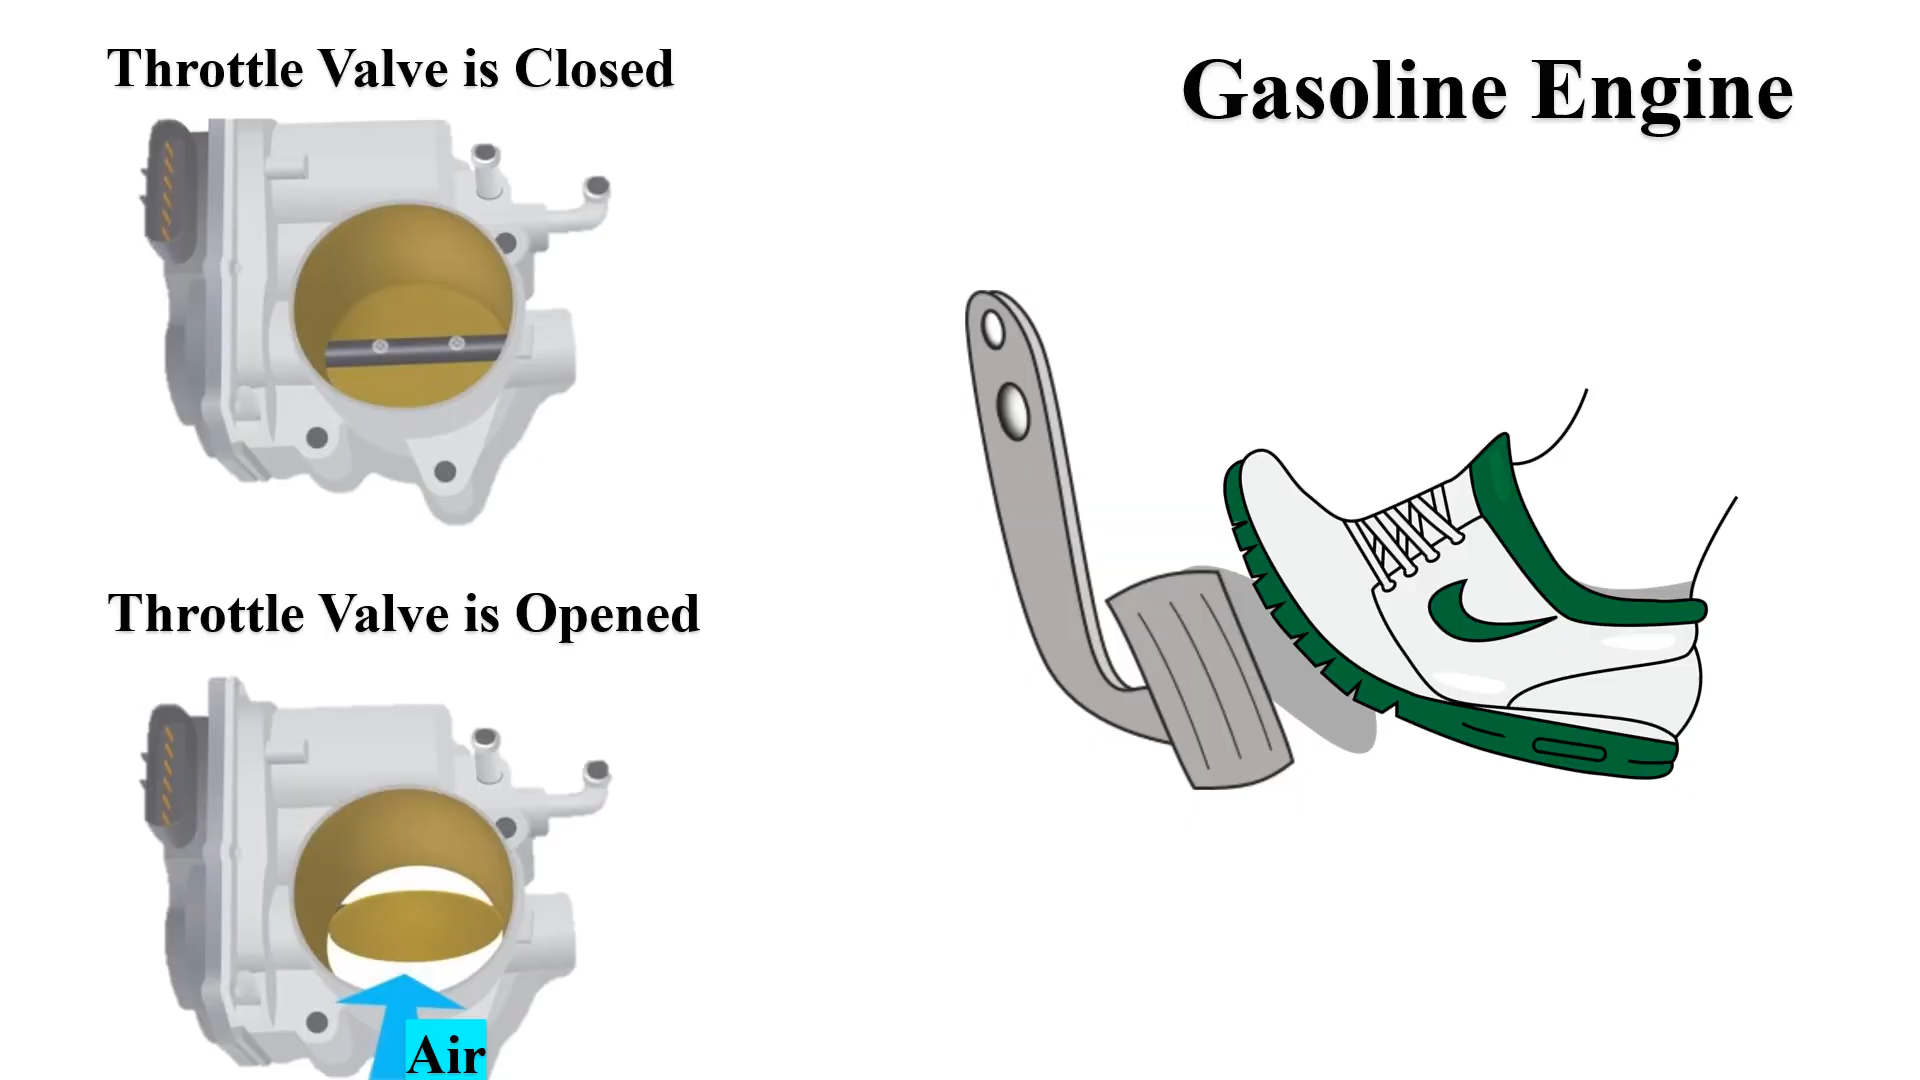 Throttle Valve is Closed
Gasoline Engine
Throttle Valve is Opened
Air